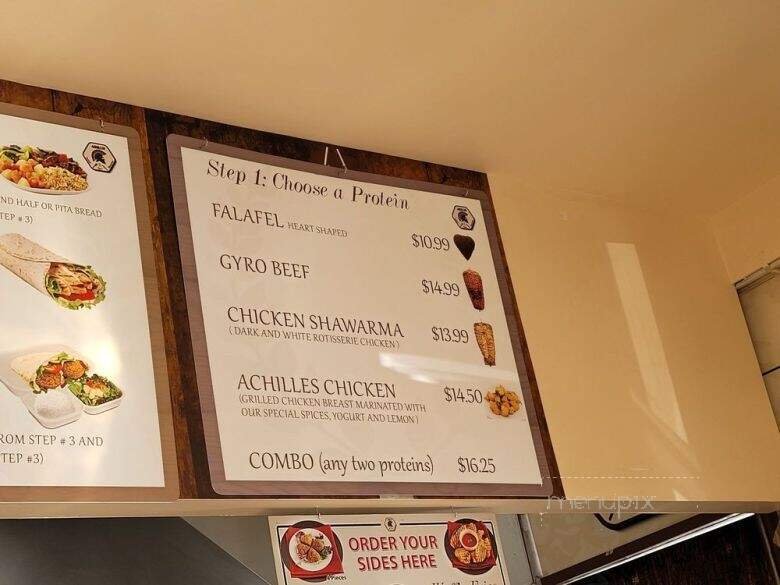 ND HALF OR PITA BREAD
TEP # 3)
ROM STEP # 3 AND
TEP #3)
Step 1: Choose a Protein
FALAFEL HEART SHAPED
$10.99
GYRO BEEF
$14.99
CHICKEN SHAWARMA
$13.99
( DARK AND WHITE ROTISSERIE CHICKEN )
ACHILLES CHICKEN
$14.50
(GRILLED CHICKEN BREAST MARINATED WITH
OUR SPECIAL SPICES, YOGURT AND LEMON )
COMBO (any two proteins) $16.25
menupix
ORDER YOUR
SIDES HERE